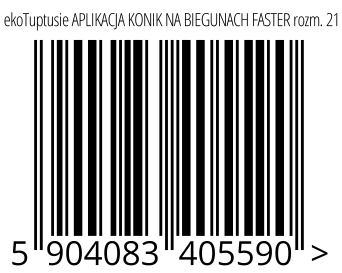 ekoTuptusie APLIKACJA KONIK NA BIEGUNACH FASTER rozm. 21
5 904083 405590 >